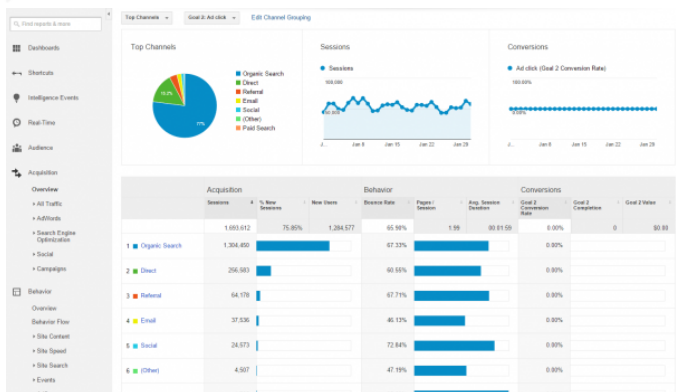 Find reports & more
Dashboards
Shortcuts
Intelligence Events
Real-Time
Audience
Acquisition
Overview
All Traffic
AdWords
Search Engine
Optimization
Social
Campaigns
Behavior
Overview
Behavior Flow
Site Content
Site Speed
Site Search
Events
Top Channels
Goal 2: Ad click
Edit Channel Grouping
Top Channels
77%
15.2%
Organic Search
Direct
Referral
Email
Social
(Other)
Paid Search
Sessions
Sessions
100,000
50,000
J...
Jan 8
Jan 15
Jan 22
Jan 29
Conversions
Ad click (Goal 2 Conversion Rate)
100.00%
0.00%
J...
Jan 8
Jan 15
Jan 22
Jan 29
Acquisition
Behavior
Conversions
Sessions
% New
Sessions
New Users
Bounce Rate
Pages /
Session
Avg. Session
Duration
Goal 2
Conversion
Rate
Goal 2
Completion
Goal 2 Value
1,693,612
75.85%
1,284,577
65.98%
1.99
00:01:59
0.00%
0
$0.00
1 Organic Search
1,304,450
67.33%
0.00%
2 Direct
256,583
60.55%
0.00%
3 Referral
64,178
67.71%
0.00%
4 Email
37,536
46.13%
0.00%
5 Social
24,573
72.84%
0.00%
6 (Other)
4,507
47.19%
0.00%